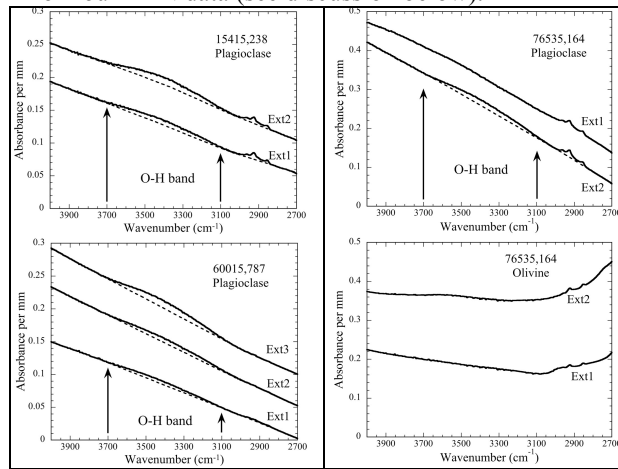 15415,238
Plagioclase
Absorbance per mm
0.3
0.25
0.2
0.15
0.1
0.05
0
Ext2
Ext1
O-H band
3900 3700 3500 3300 3100 2900 2700
Wavenumber (cm⁻¹)
76535,164
Plagioclase
Absorbance per mm
0.5
0.4
0.3
0.2
0.1
0
Ext1
Ext2
O-H band
3900 3700 3500 3300 3100 2900 2700
Wavenumber (cm⁻¹)
60015,787
Plagioclase
Absorbance per mm
0.3
0.25
0.2
0.15
0.1
0.05
0
Ext3
Ext2
Ext1
O-H band
3900 3700 3500 3300 3100 2900 2700
Wavenumber (cm⁻¹)
76535,164
Olivine
Absorbance per mm
0.5
0.4
0.3
0.2
0.1
0
Ext2
Ext1
3900 3700 3500 3300 3100 2900 2700
Wavenumber (cm⁻¹)